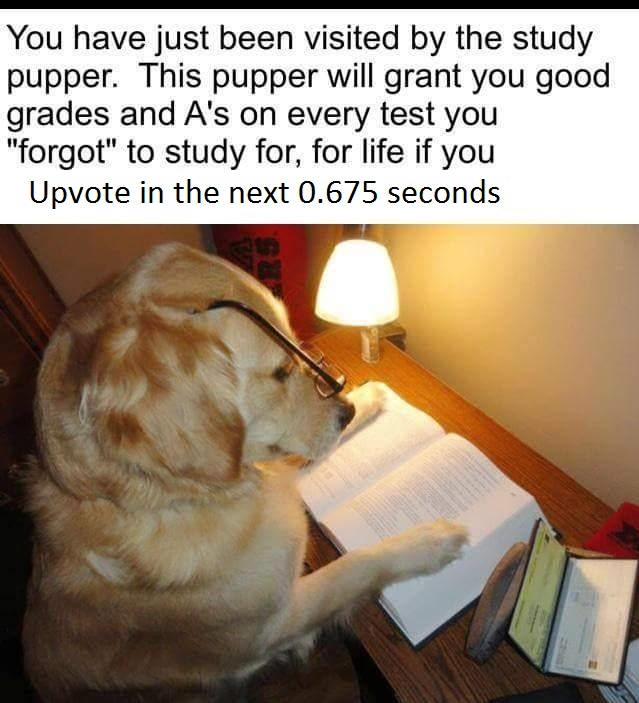 You have just been visited by the study
pupper.  This pupper will grant you good
grades and A's on every test you
"forgot" to study for, for life if you
Upvote in the next 0.675 seconds
ERS